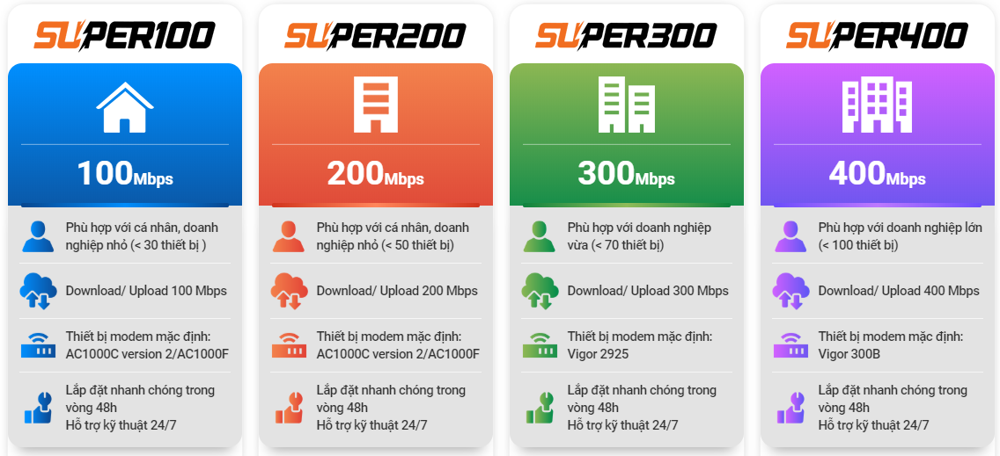 SUPER100
100Mbps
Phù hợp với cá nhân, doanh
nghiệp nhỏ (< 30 thiết bị )
Download/ Upload 100 Mbps
Thiết bị modem mặc định:
AC1000C version 2/AC1000F
Lắp đặt nhanh chóng trong
vòng 48h
Hỗ trợ kỹ thuật 24/7
SUPER200
200Mbps
Phù hợp với cá nhân, doanh
nghiệp nhỏ (< 50 thiết bị)
Download/ Upload 200 Mbps
Thiết bị modem mặc định:
AC1000C version 2/AC1000F
Lắp đặt nhanh chóng trong
vòng 48h
Hỗ trợ kỹ thuật 24/7
SUPER300
300Mbps
Phù hợp với doanh nghiệp
vừa (< 70 thiết bị)
Download/ Upload 300 Mbps
Thiết bị modem mặc định:
Vigor 2925
Lắp đặt nhanh chóng trong
vòng 48h
Hỗ trợ kỹ thuật 24/7
SUPER400
400Mbps
Phù hợp với doanh nghiệp lớn
(< 100 thiết bị)
Download/ Upload 400 Mbps
Thiết bị modem mặc định:
Vigor 300B
Lắp đặt nhanh chóng trong
vòng 48h
Hỗ trợ kỹ thuật 24/7